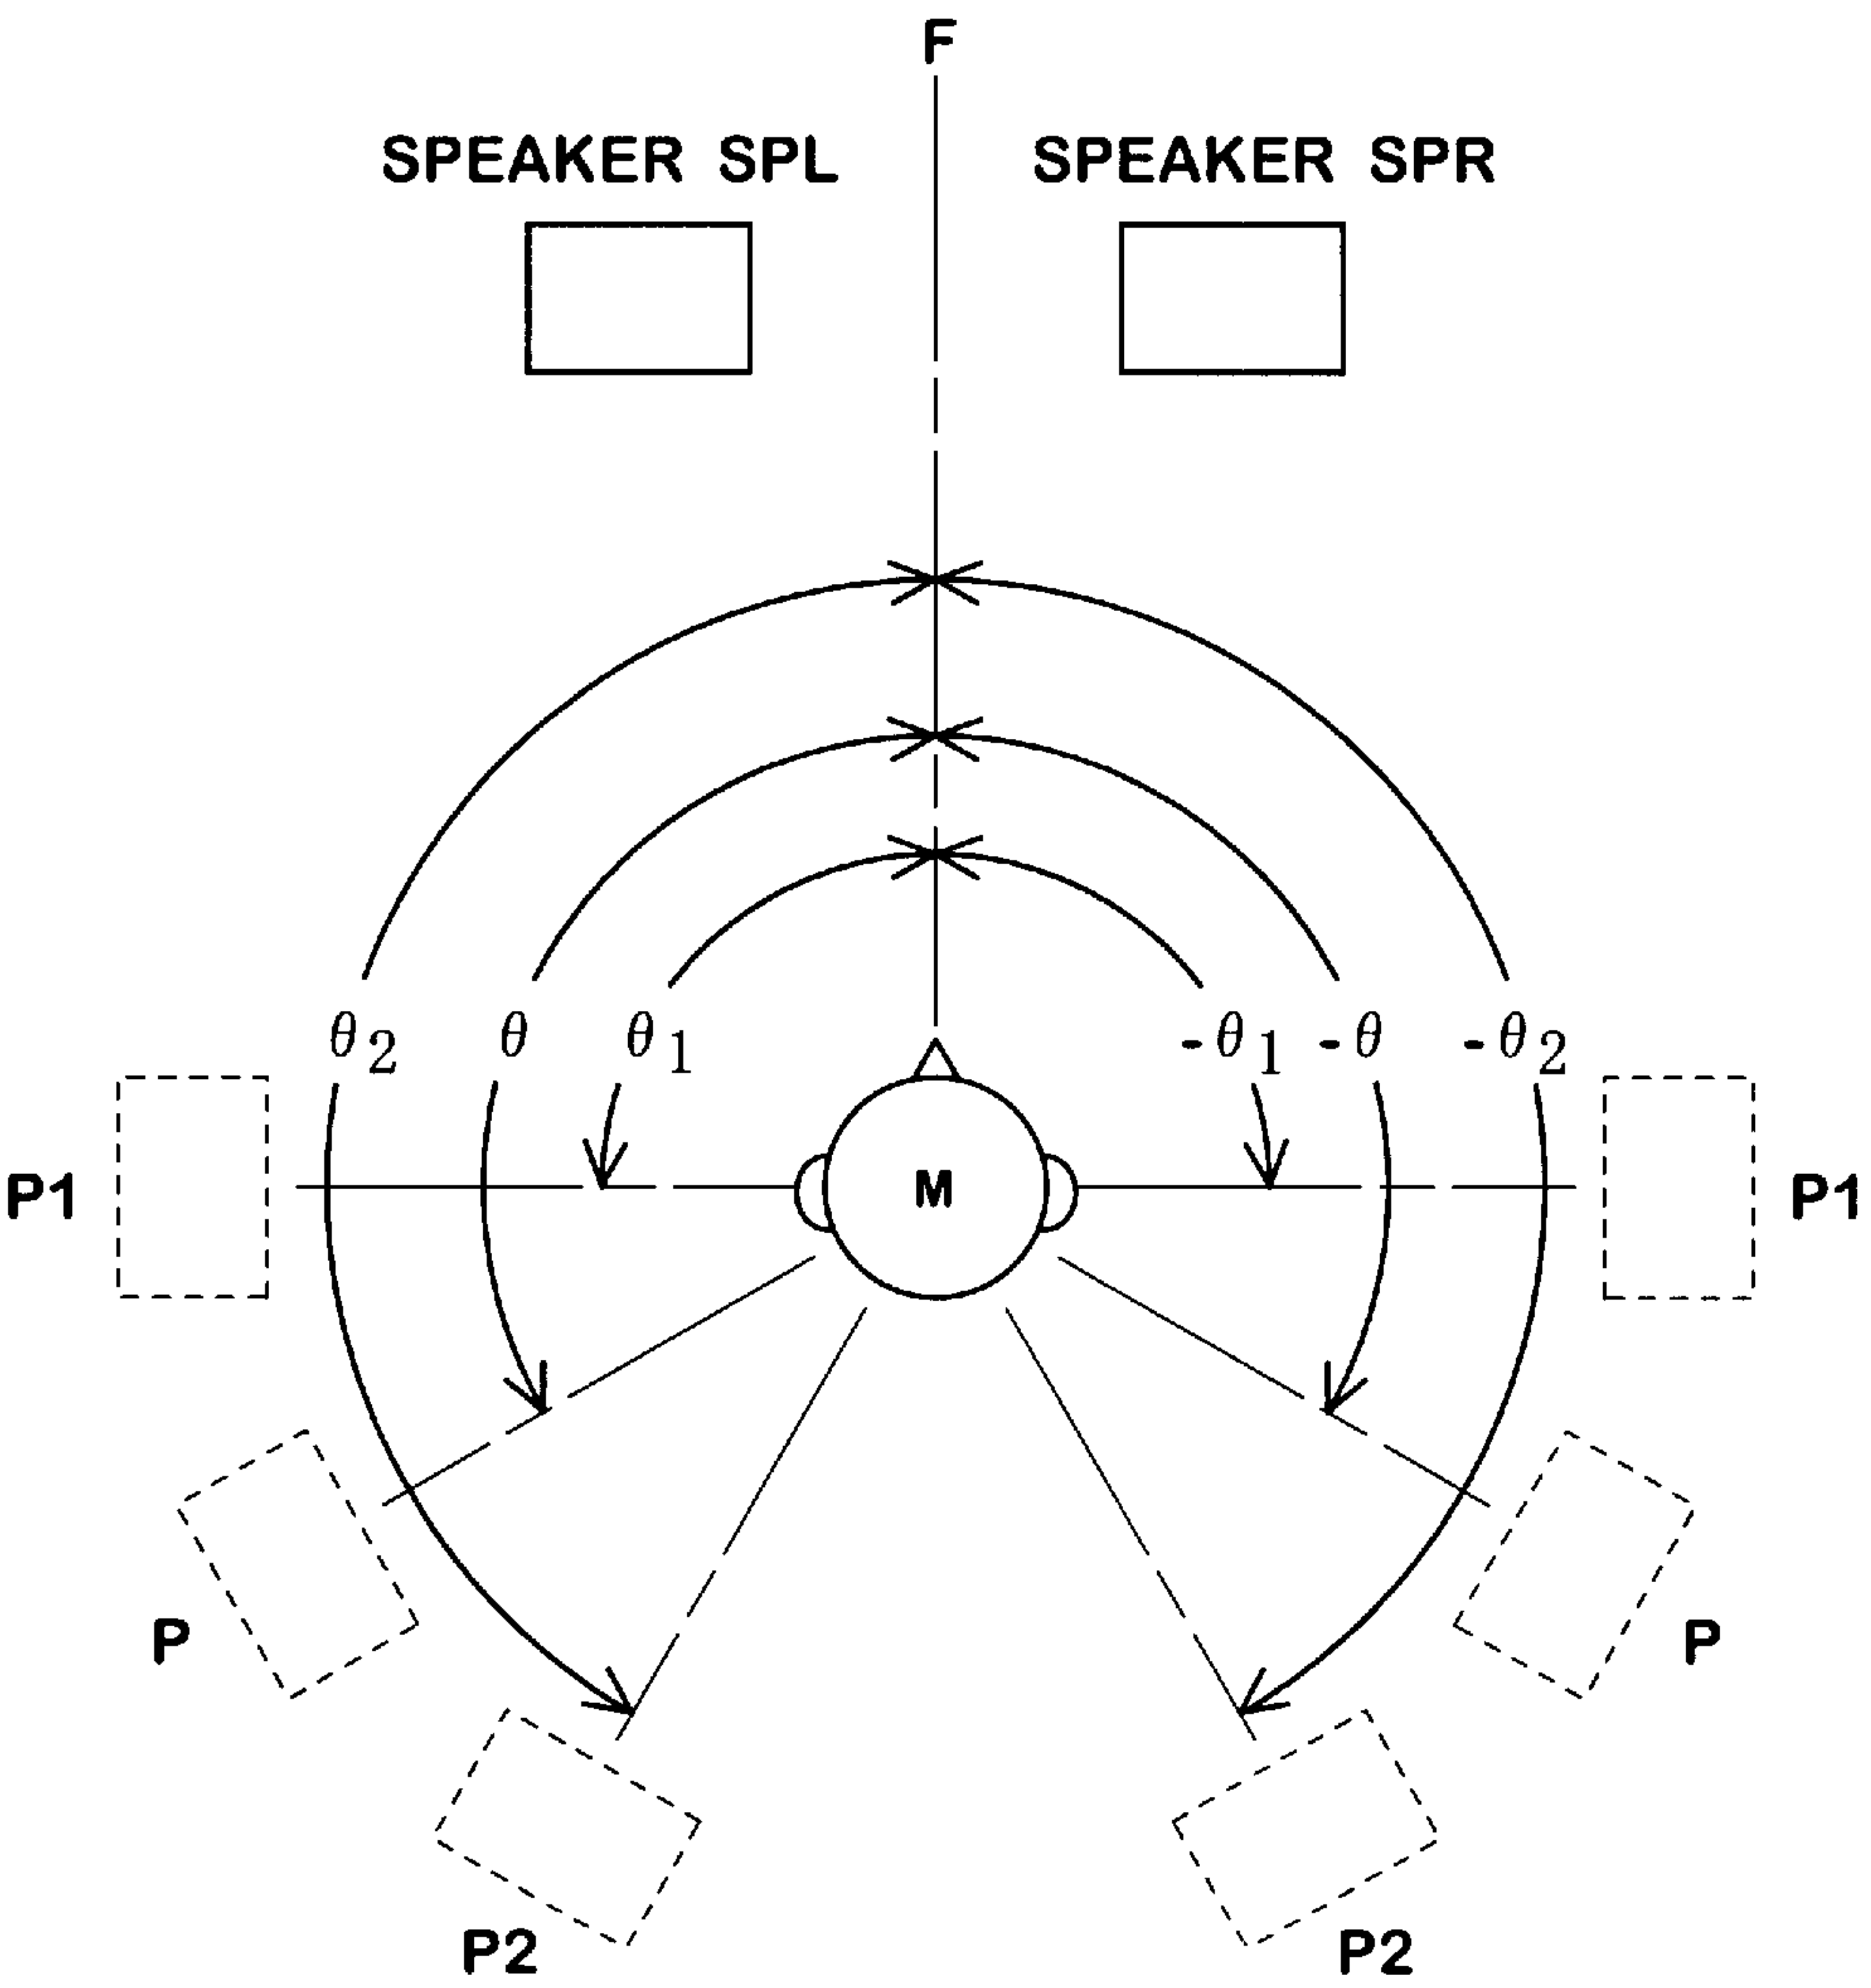 F
SPEAKER SPL SPEAKER SPR
θ2 θ θ1 -θ1 -θ -θ2
P1 M P1
P P
P2 P2